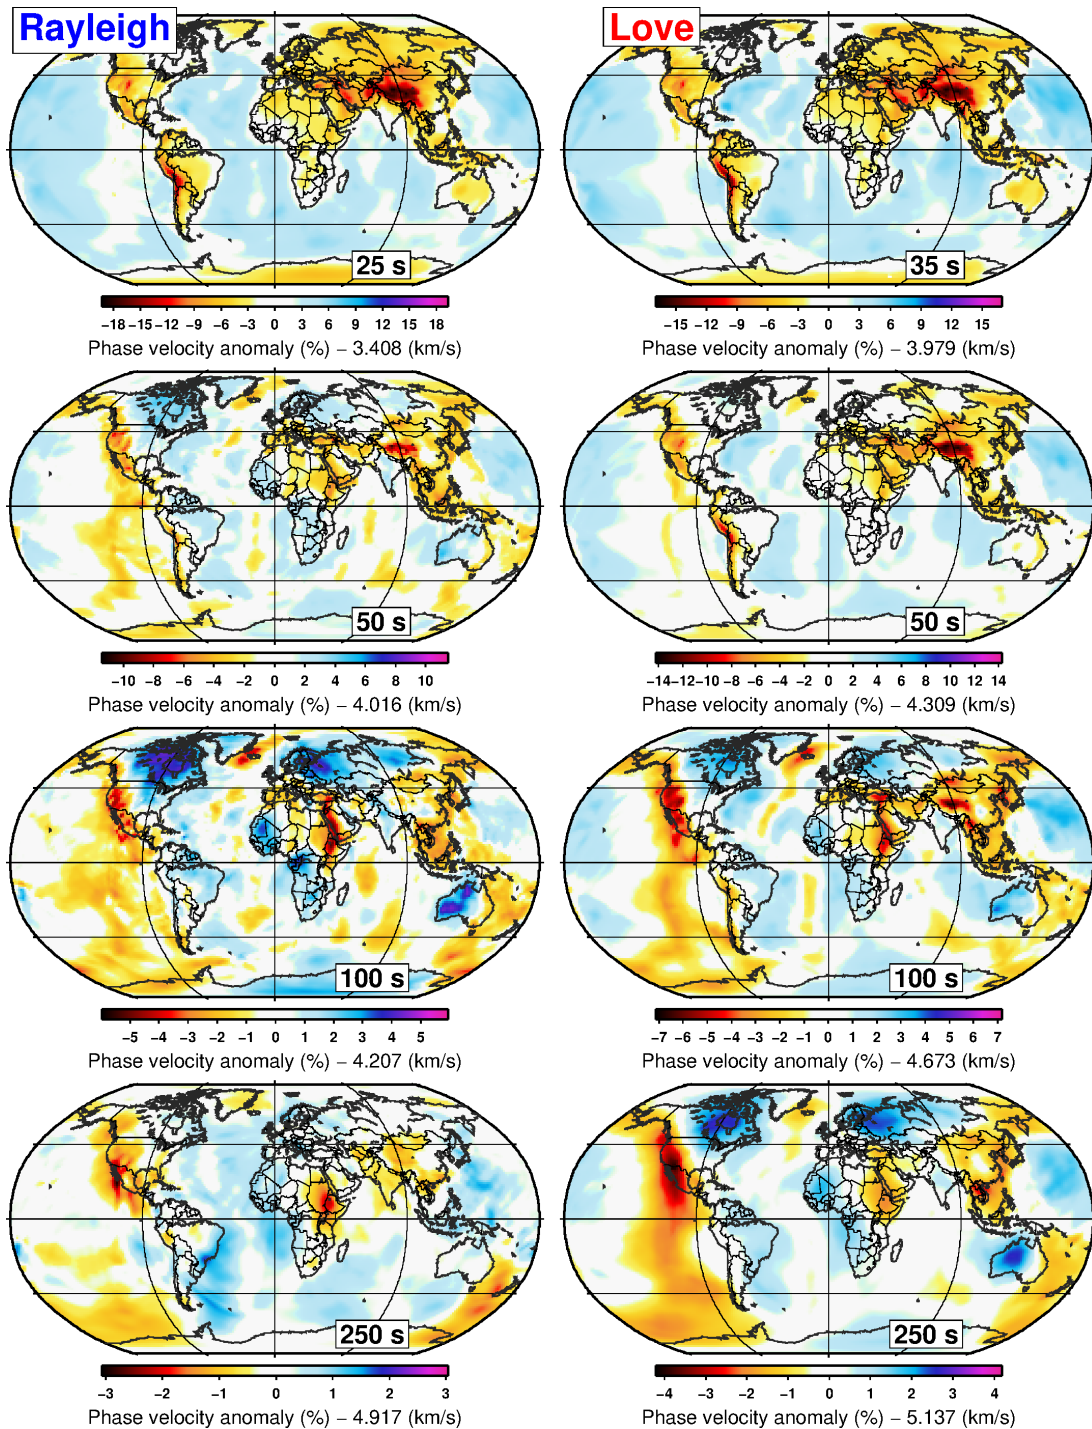 Rayleigh Love
25 s 35 s
−18 −15 −12 −9 −6 −3 0 3 6 9 12 15 18 −15 −12 −9 −6 −3 0 3 6 9 12 15
Phase velocity anomaly (%) − 3.408 (km/s) Phase velocity anomaly (%) − 3.979 (km/s)
50 s 50 s
−10 −8 −6 −4 −2 0 2 4 6 8 10 −14 −12 −10 −8 −6 −4 −2 0 2 4 6 8 10 12 14
Phase velocity anomaly (%) − 4.016 (km/s) Phase velocity anomaly (%) − 4.309 (km/s)
100 s 100 s
−5 −4 −3 −2 −1 0 1 2 3 4 5 −7 −6 −5 −4 −3 −2 −1 0 1 2 3 4 5 6 7
Phase velocity anomaly (%) − 4.207 (km/s) Phase velocity anomaly (%) − 4.673 (km/s)
250 s 250 s
−3 −2 −1 0 1 2 3 −4 −3 −2 −1 0 1 2 3 4
Phase velocity anomaly (%) − 4.917 (km/s) Phase velocity anomaly (%) − 5.137 (km/s)